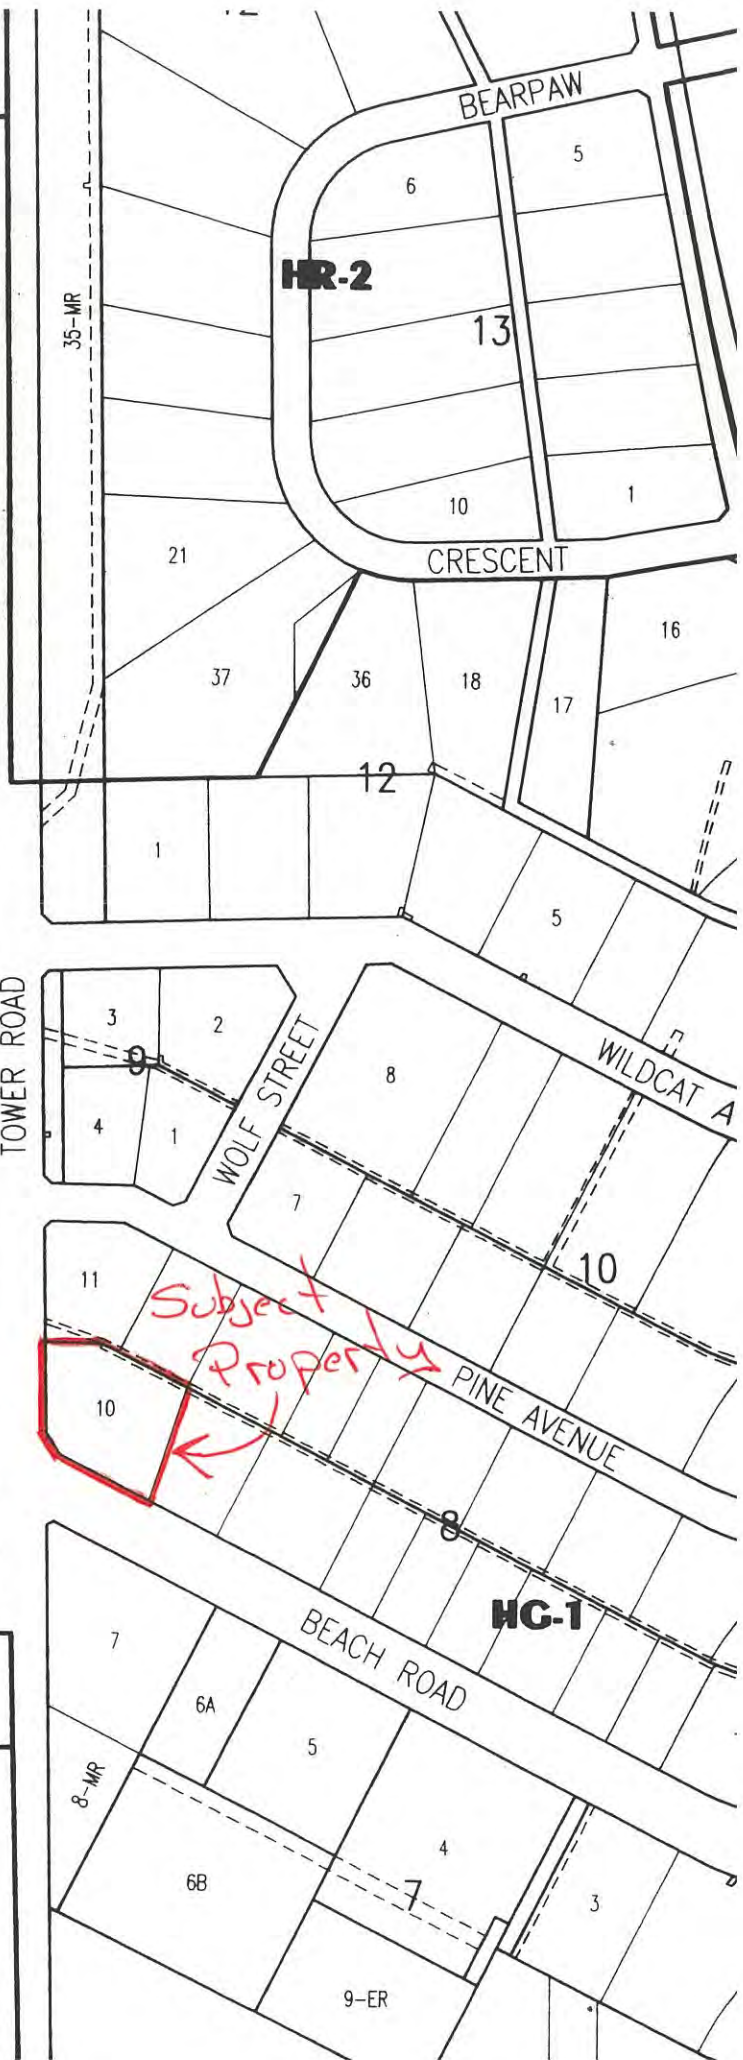 BEARPAW
5
6
HR-2
35-MR
13
10
1
21
CRESCENT
16
37
36
18
17
12
1
5
TOWER ROAD
3
2
9
4
1
WOLF STREET
8
WILDCAT A
7
10
11
Subject
Property
PINE AVENUE
10
8
HC-1
BEACH ROAD
7
6A
5
8-MR
4
6B
7
3
9-ER